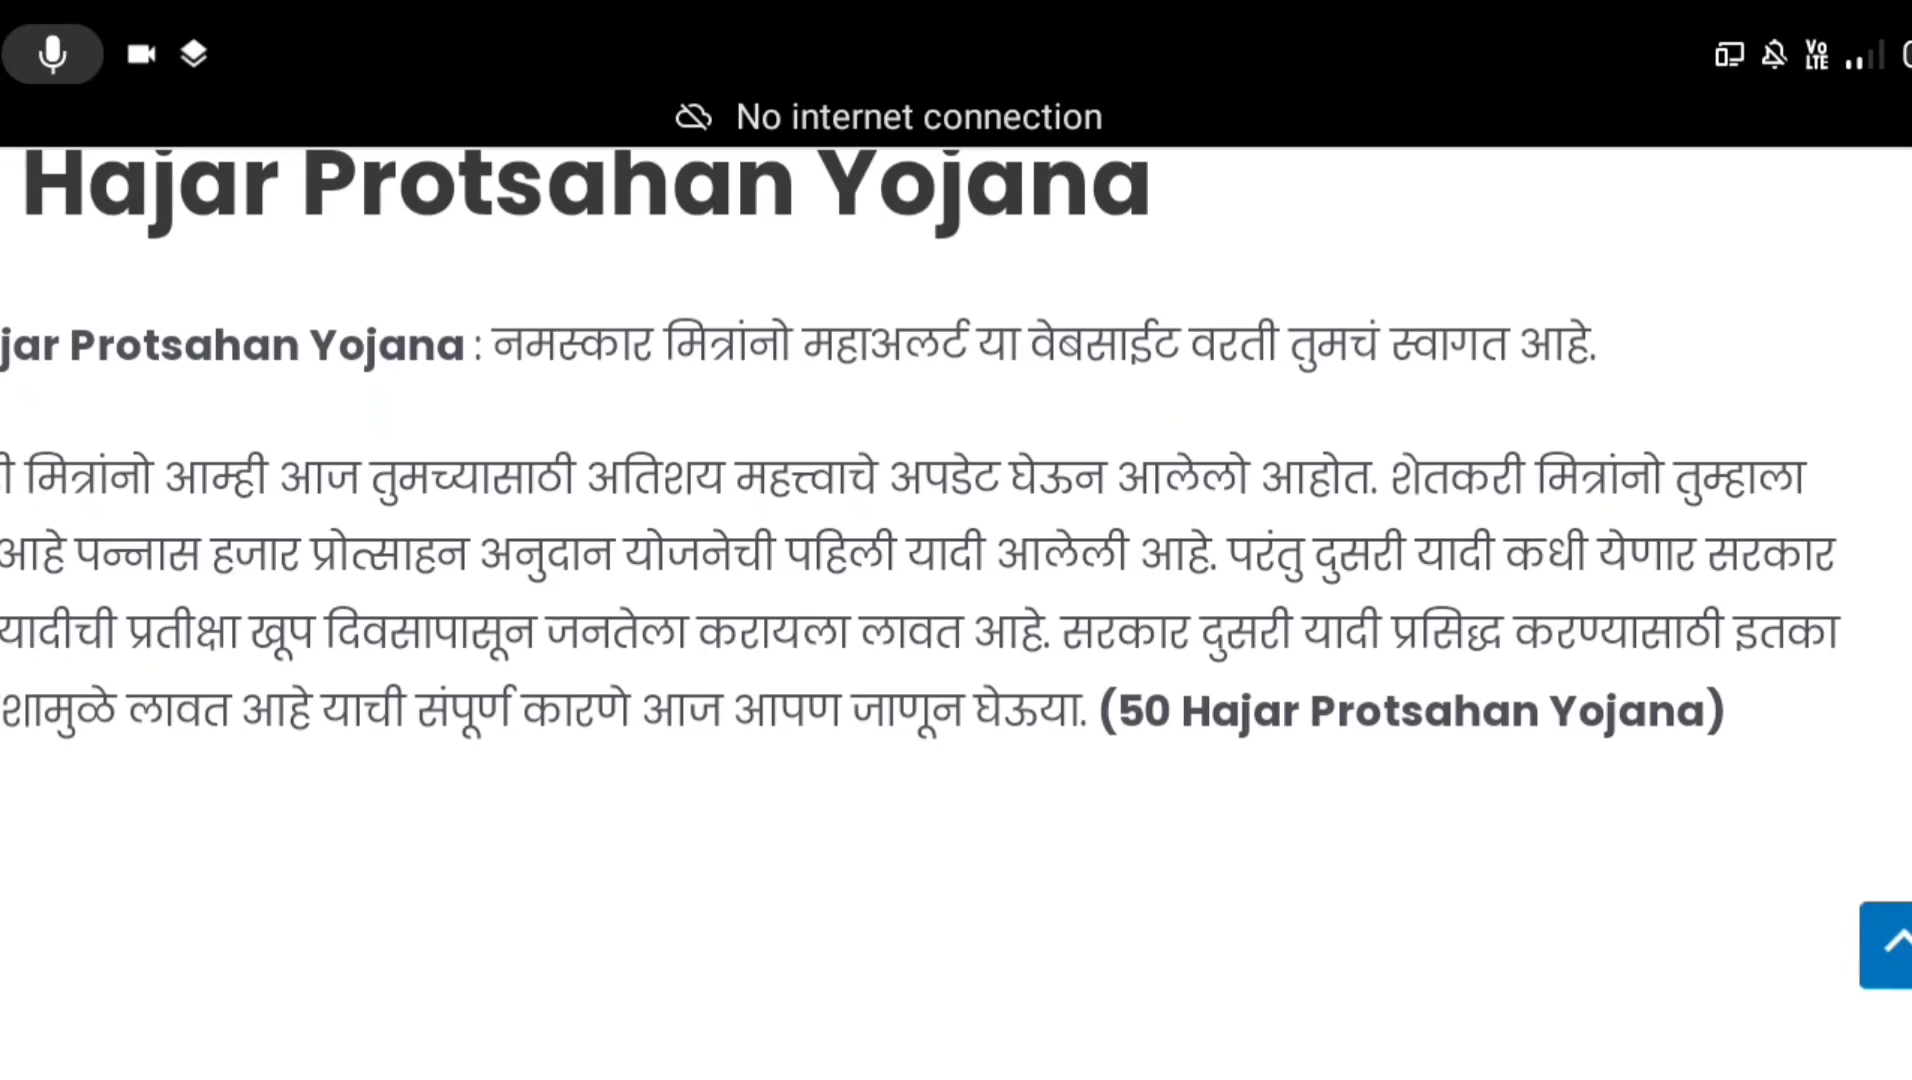 Vo
LTE
No internet connection
Hajar Protsahan Yojana
jar Protsahan Yojana : नमस्कार मित्रांनो महाअलर्ट या वेबसाईट वरती तुमचं स्वागत आहे.
मित्रांनो आम्ही आज तुमच्यासाठी अतिशय महत्त्वाचे अपडेट घेऊन आलेलो आहोत. शेतकरी मित्रांनो तुम्हाला
आहे पन्नास हजार प्रोत्साहन अनुदान योजनेची पहिली यादी आलेली आहे. परंतु दुसरी यादी कधी येणार सरकार
यादीची प्रतीक्षा खूप दिवसापासून जनतेला करायला लावत आहे. सरकार दुसरी यादी प्रसिद्ध करण्यासाठी इतका
शामुळे लावत आहे याची संपूर्ण कारणे आज आपण जाणून घेऊया. (50 Hajar Protsahan Yojana)